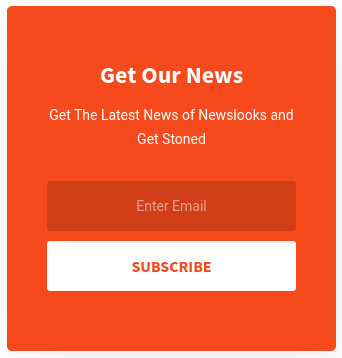 Get Our News
Get The Latest News of Newslooks and
Get Stoned
Enter Email
SUBSCRIBE